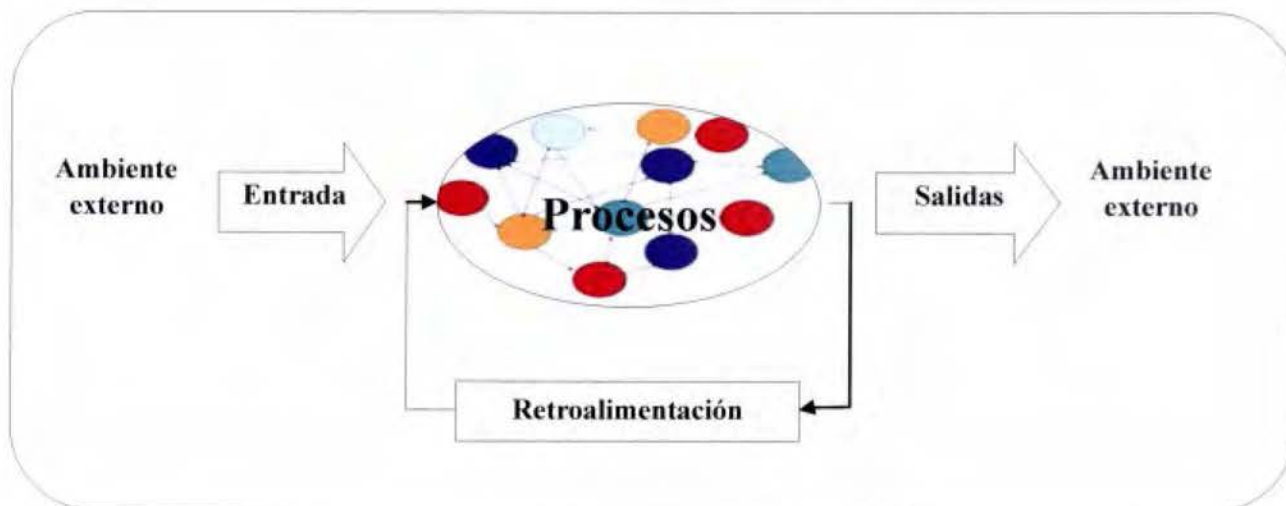 Ambiente
externo
Entrada
Procesos
Salidas
Ambiente
externo
Retroalimentación